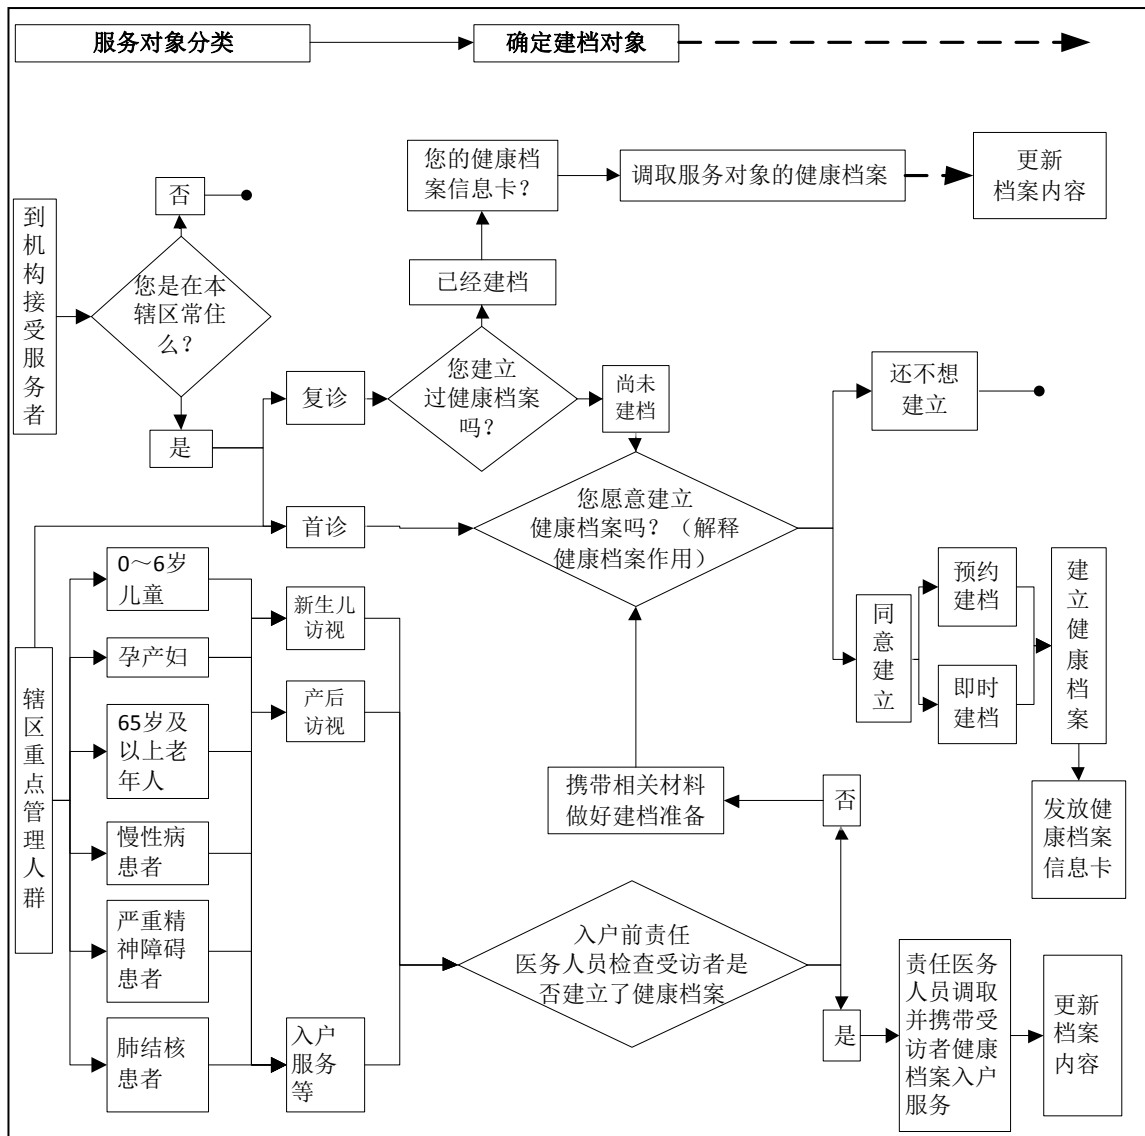 服务对象分类
确定建档对象
到机构接受服务者
您是在本
辖区常住
么？
否
是
复诊
首诊
您建立
过健康档案
吗？
已经建档
您的健康档
案信息卡？
调取服务对象的健康档案
更新
档案内容
尚未
建档
您愿意建立
健康档案吗？（解释
健康档案作用）
还不想
建立
同意建立
预约
建档
即时
建档
建立健康档案
发放健
康档案
信息卡
辖区重点管理人群
0～6岁
儿童
孕产妇
65岁及
以上老
年人
慢性病
患者
严重精
神障碍
患者
肺结核
患者
新生儿
访视
产后
访视
入户
服务
等
入户前责任
医务人员检查受访者是
否建立了健康档案
否
携带相关材料
做好建档准备
是
责任医务
人员调取
并携带受
访者健康
档案入户
服务
更新
档案
内容